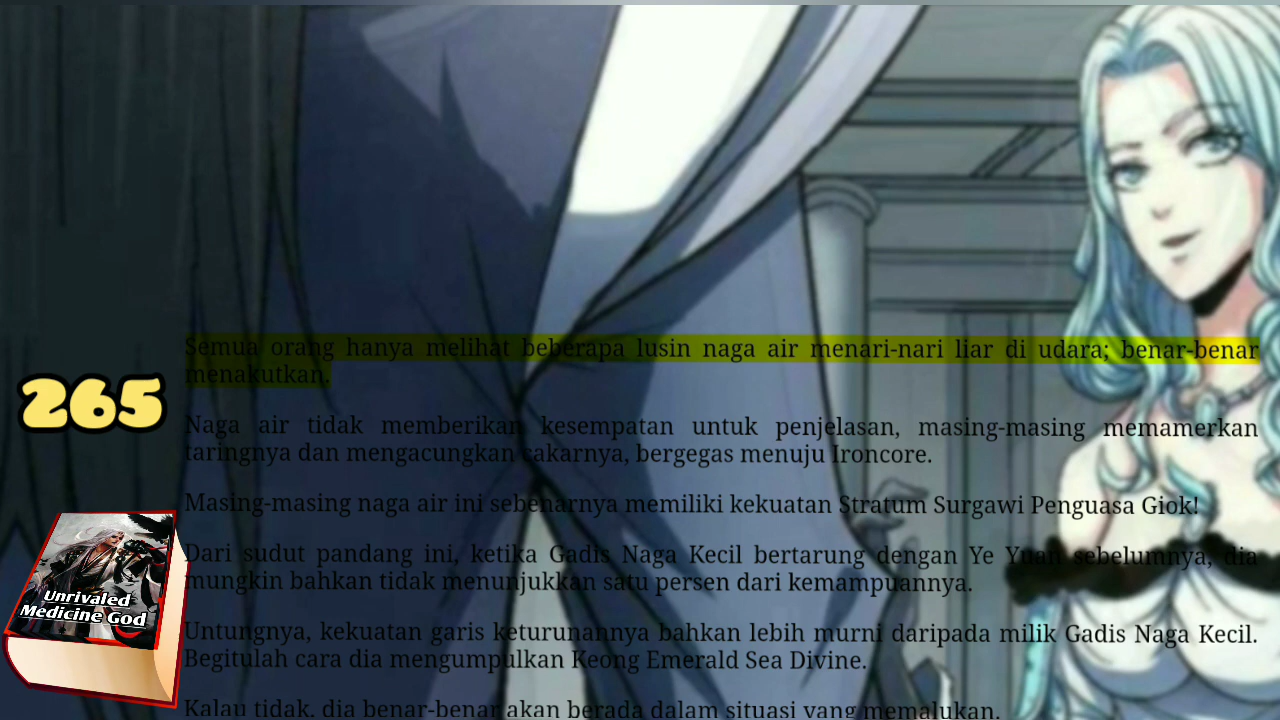 Semua orang hanya melihat beberapa lusin naga air menari-nari liar di udara; benar-benar
menakutkan.
265
Naga air tidak memberikan kesempatan untuk penjelasan, masing-masing memamerkan
taringnya dan mengacungkan cakarnya, bergegas menuju Ironcore.
Masing-masing naga air ini sebenarnya memiliki kekuatan Stratum Surgawi Penguasa Giok!
Dari sudut pandang ini, ketika Gadis Naga Kecil bertarung dengan Ye Yuan sebelumnya, dia
mungkin bahkan tidak menunjukkan satu persen dari kemampuannya.
Unrivaled
Medicine God
Untungnya, kekuatan garis keturunannya bahkan lebih murni daripada milik Gadis Naga Kecil.
Begitulah cara dia mengumpulkan Keong Emerald Sea Divine.
Kalau tidak, dia benar-benar akan berada dalam situasi yang memalukan.